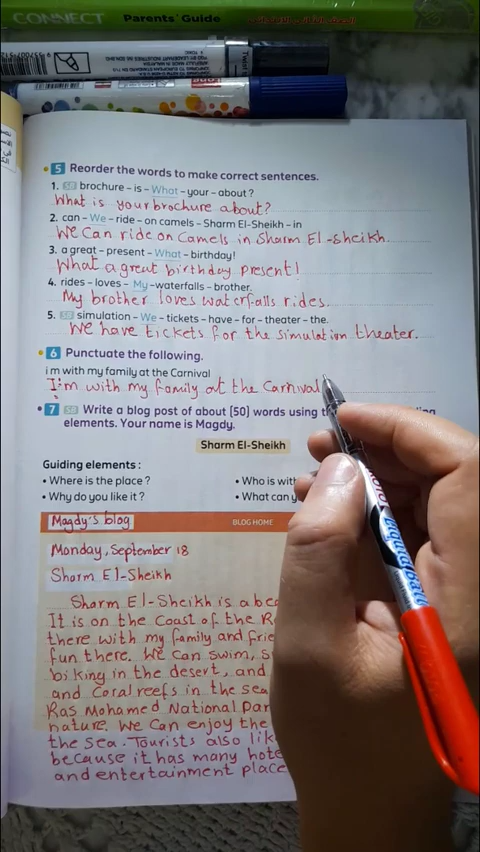 CONNECT Parents' Guide
5 Reorder the words to make correct sentences.
1. SB brochure – is – What – your – about ?
What is your brochure about?
2. can – We – ride – on camels – Sharm El-Sheikh – in
We Can ride on Camels in Sharm El-Sheikh.
3. a great – present – What – birthday!
What a great birthday present!
4. rides – loves – My – waterfalls – brother.
My brother loves waterfalls rides.
5. SB simulation – We – tickets – have – for – theater – the.
We have tickets for the simulation theater.
6 Punctuate the following.
i m with my family at the Carnival
I'm with my family at the Carnival
7 SB Write a blog post of about [50] words using
elements. Your name is Magdy.
Sharm El-Sheikh
Guiding elements :
• Where is the place ?
• Who is with
• Why do you like it ?
• What can y
Magdy's blog
BLOG HOME
Monday, September 18
Sharm El-Sheikh
Sharm El-Sheikh is a bea
It is on the Coast of the R
there with my family and frie
fun there. We can swim, s
biking in the desert, and
and Coral reefs in the sea
Ras Mohamed National Par
nature. We Can enjoy the
the sea. Tourists also lik
because it has many hote
and entertainment place